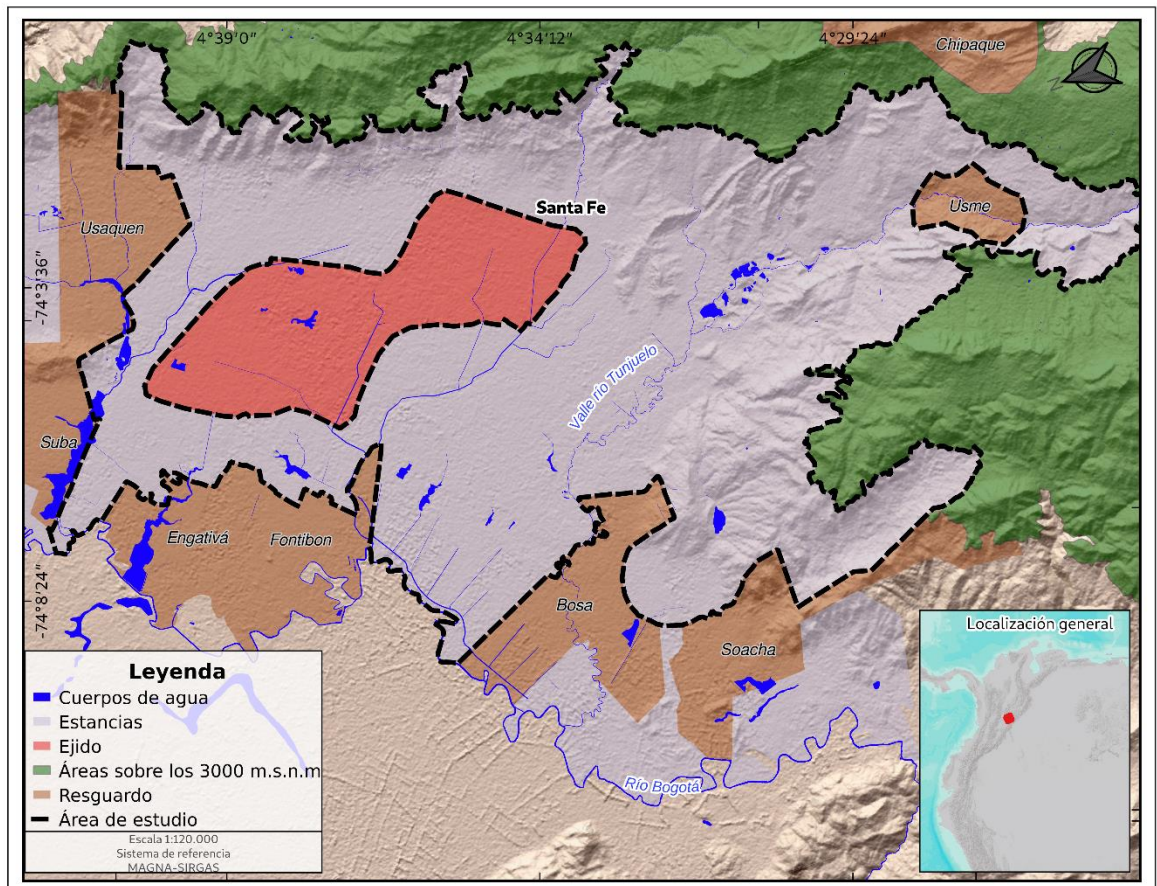 4°39'0"
4°34'12"
4°29'24"
Chipaque
N
Usaquen
Santa Fe
Usme
-74°3'36"
Valle río Tunjuelo
Suba
Engativá
Fontibon
-74°8'24"
Bosa
Soacha
Río Bogotá
Localización general
Leyenda
Cuerpos de agua
Estancias
Ejido
Áreas sobre los 3000 m.s.n.m
Resguardo
Área de estudio
Escala 1:120.000
Sistema de referencia
MAGNA-SIRGAS